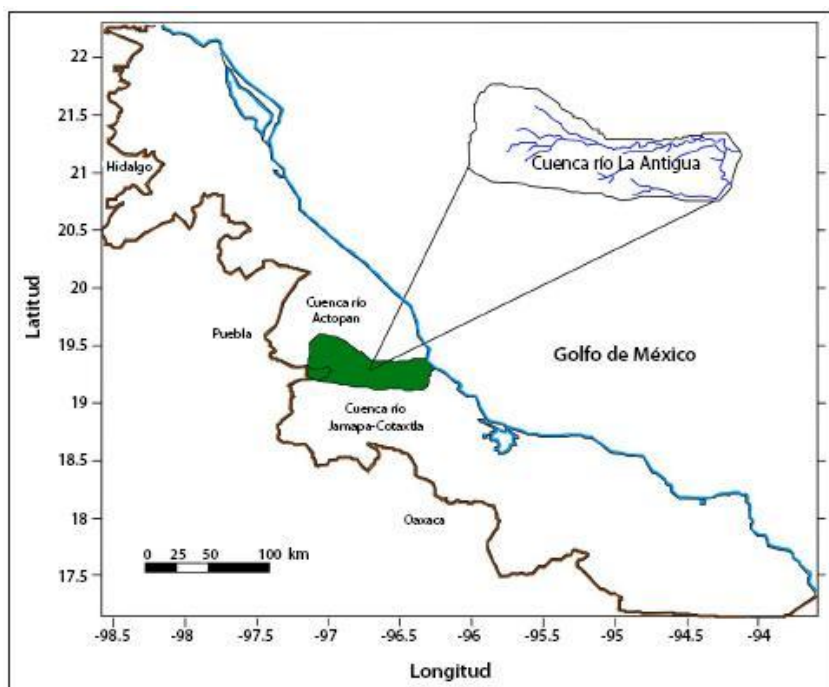 22
21.5
21
20.5
20
19.5
19
18.5
18
17.5
Latitud
Hidalgo
Puebla
Cuenca río
Actopan
Cuenca río La Antigua
Golfo de México
Cuenca río
Jamapa-Cotaxtla
Oaxaca
0 25 50 100 km
-98.5 -98 -97.5 -97 -96.5 -96 -95.5 -95 -94.5 -94
Longitud